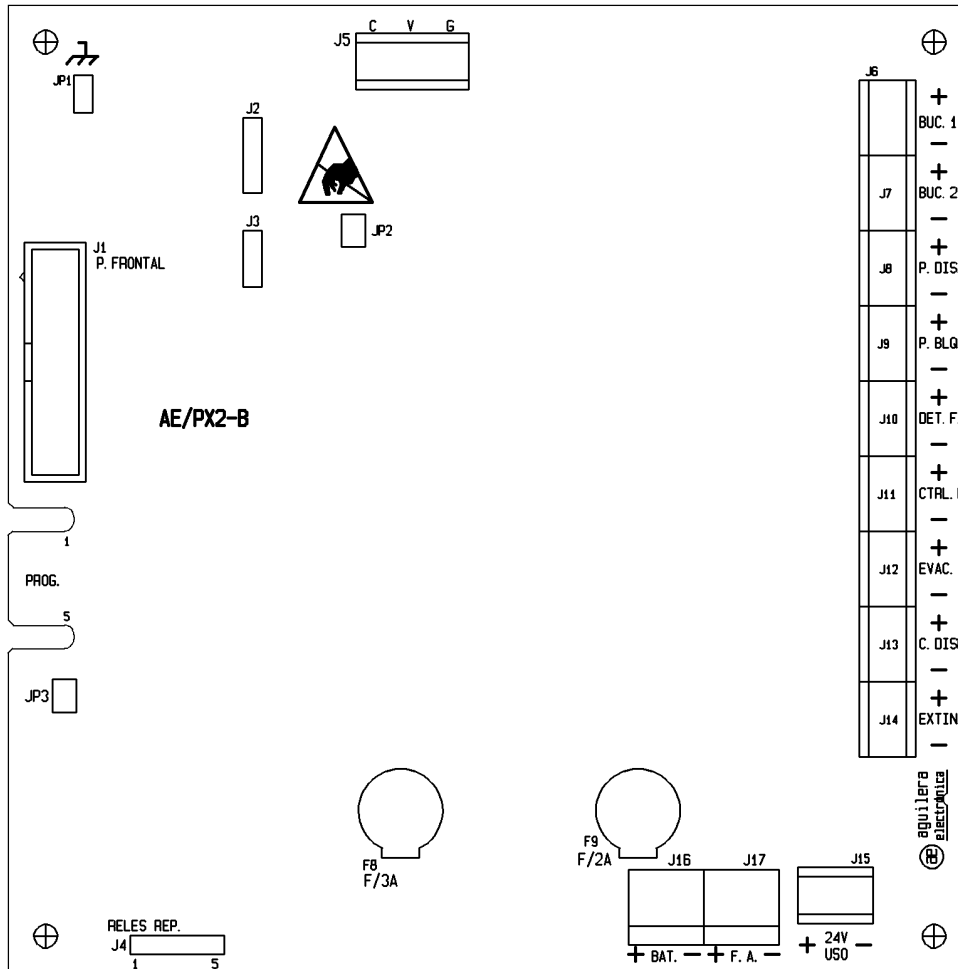 C V G
J5
JP1
J2
J6
+
BUC. 1
−
J7
+
BUC. 2
−
J3
JP2
J1
P. FRONTAL
J8
+
P. DIS
−
J9
+
P. BLQ
−
AE/PX2-B
J10
+
DET. F.
−
J11
+
CTRL.
−
1
PROG.
5
J12
+
EVAC.
−
J13
+
C. DIS
−
JP3
J14
+
EXTIN
−
aguilera
electrónica
F8
F/3A
F9
F/2A
J16
J17
J15
RELES REP.
J4
1 5
+ BAT. − + F. A. −
+ 24V −
USO